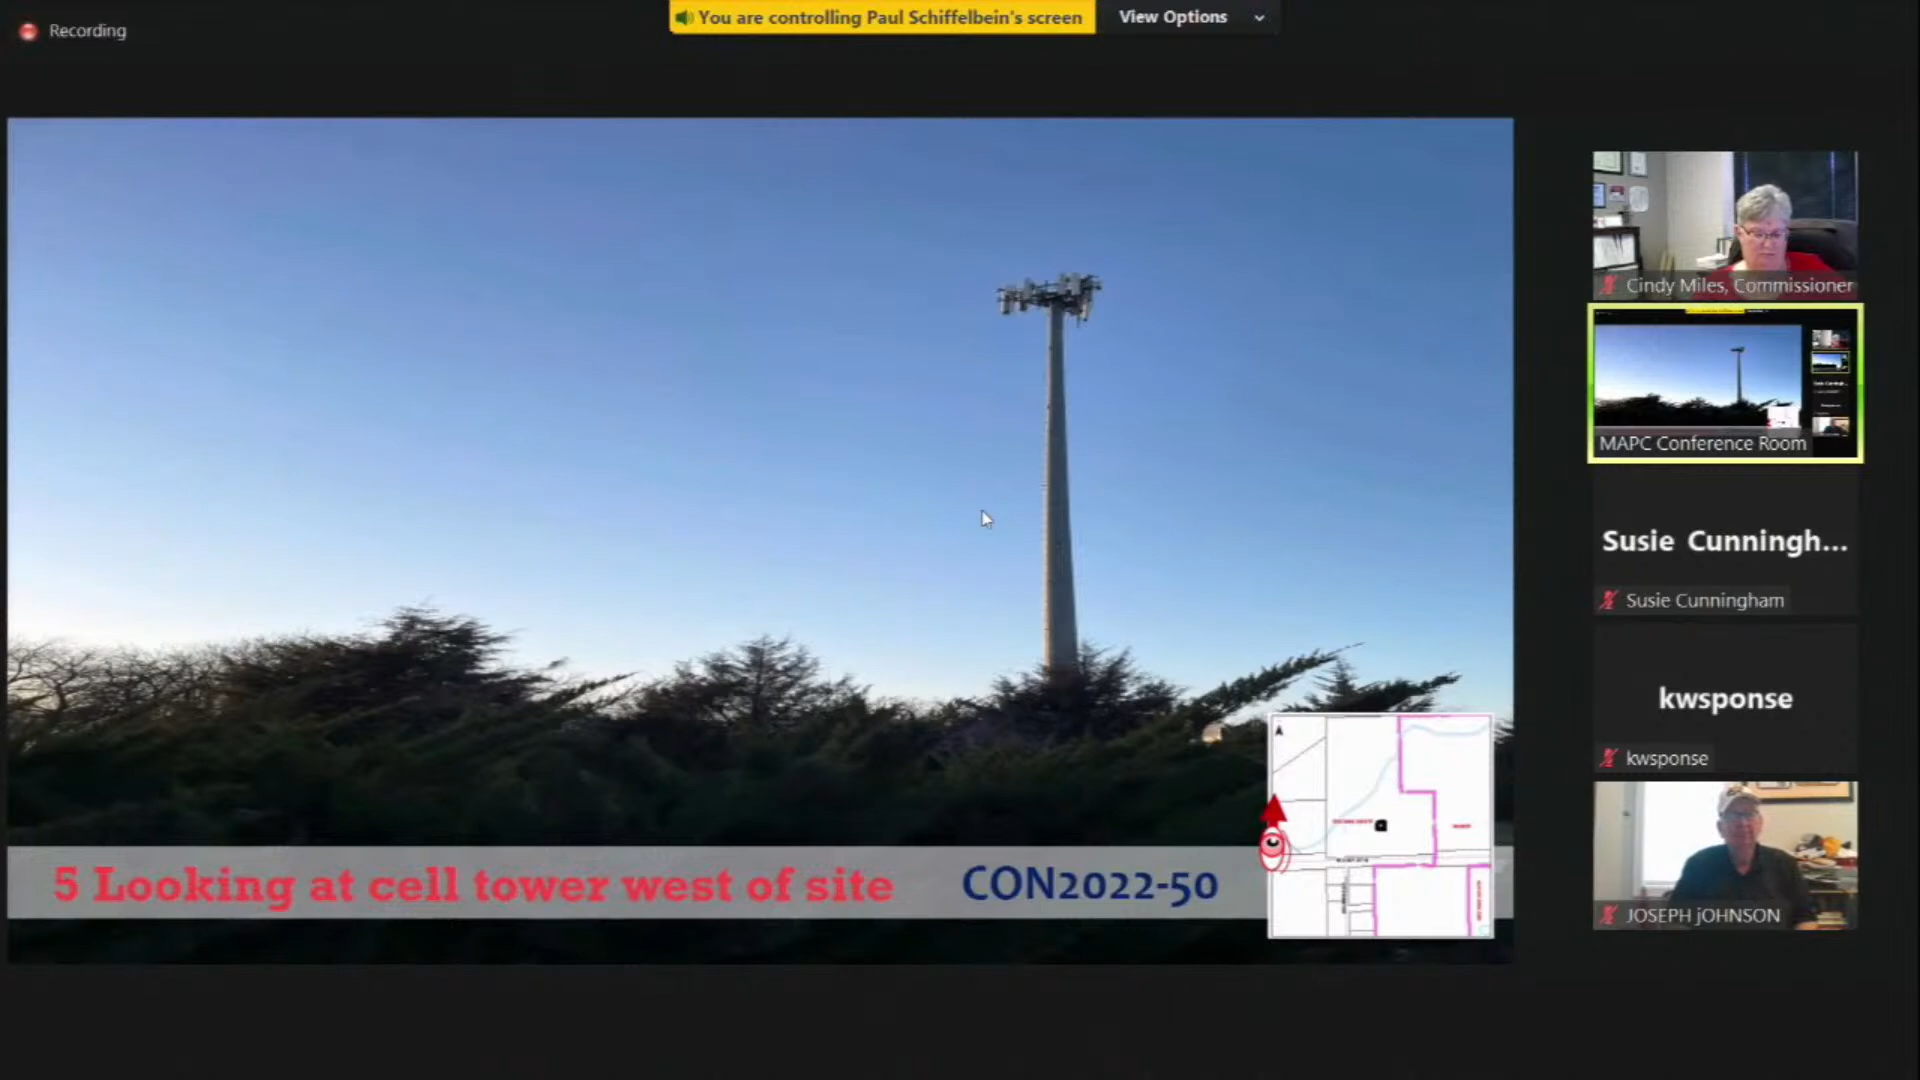 Recording
You are controlling Paul Schiffelbein's screen
View Options
Cindy Miles, Commissioner
MAPC Conference Room
Susie Cunningh...
Susie Cunningham
kwsponse
kwsponse
JOSEPH jOHNSON
5 Looking at cell tower west of site
CON2022-50